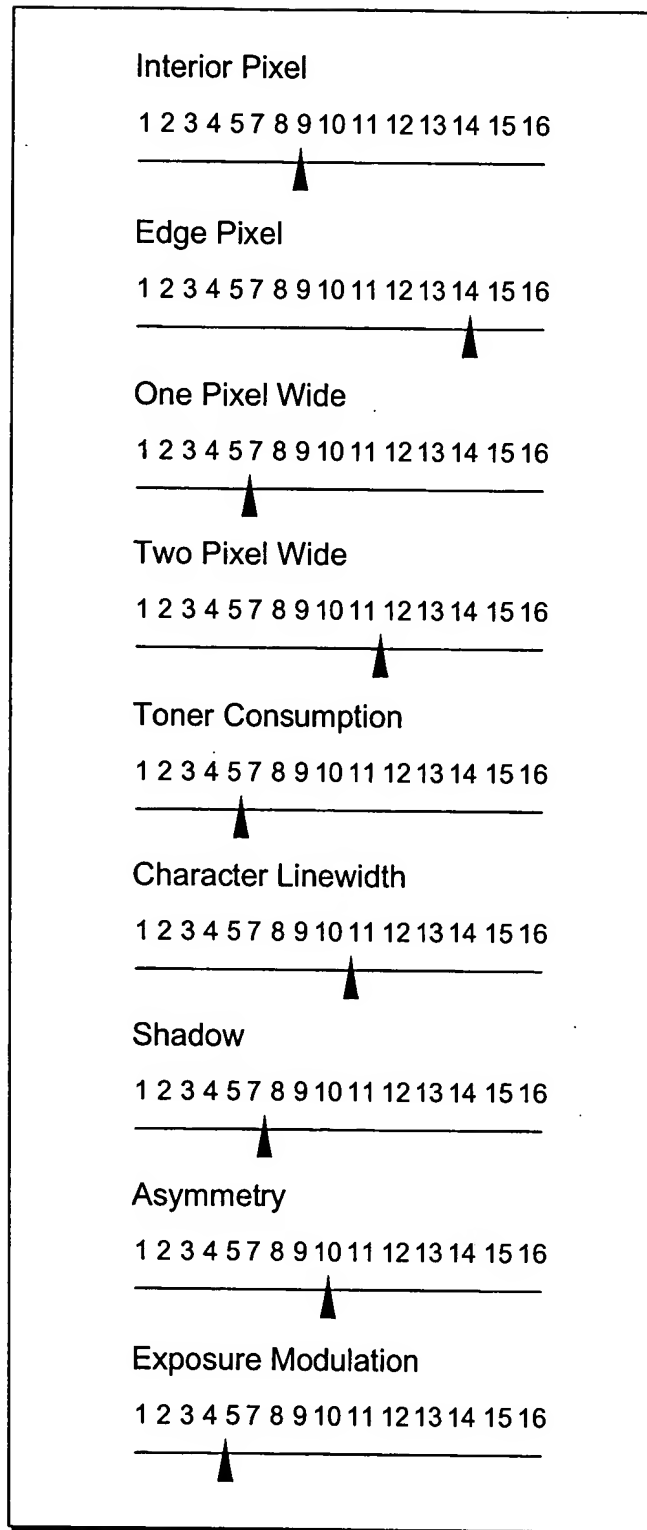 Interior Pixel
1 2 3 4 5 7 8 9 10 11 12 13 14 15 16
Edge Pixel
1 2 3 4 5 7 8 9 10 11 12 13 14 15 16
One Pixel Wide
1 2 3 4 5 7 8 9 10 11 12 13 14 15 16
Two Pixel Wide
1 2 3 4 5 7 8 9 10 11 12 13 14 15 16
Toner Consumption
1 2 3 4 5 7 8 9 10 11 12 13 14 15 16
Character Linewidth
1 2 3 4 5 7 8 9 10 11 12 13 14 15 16
Shadow
1 2 3 4 5 7 8 9 10 11 12 13 14 15 16
Asymmetry
1 2 3 4 5 7 8 9 10 11 12 13 14 15 16
Exposure Modulation
1 2 3 4 5 7 8 9 10 11 12 13 14 15 16